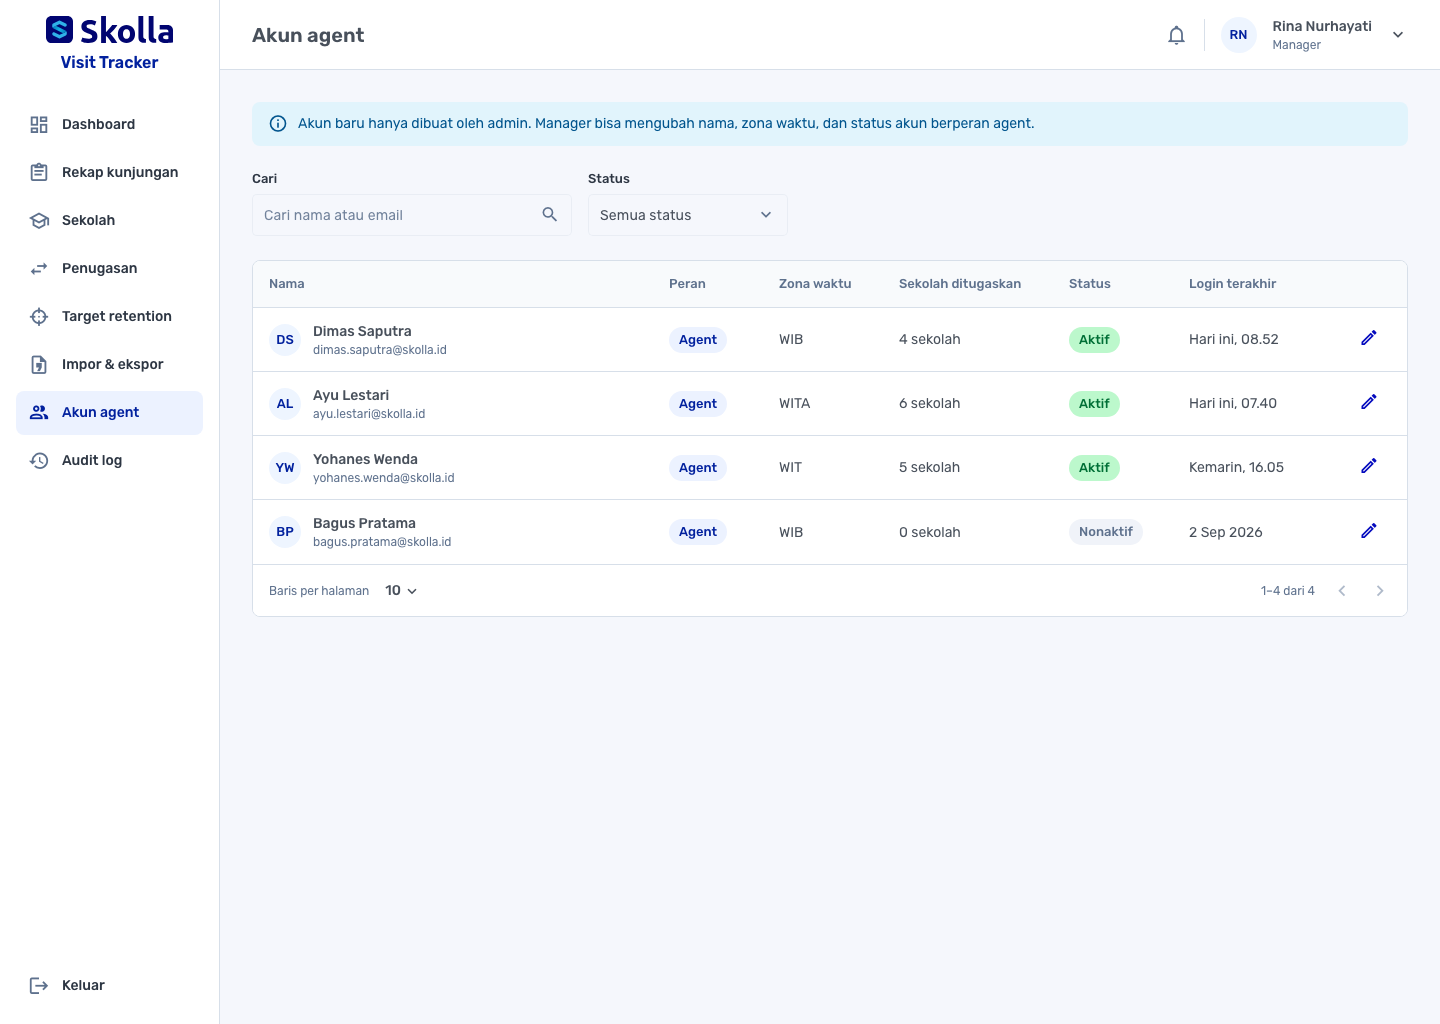 Skolla
Visit Tracker
Dashboard
Rekap kunjungan
Sekolah
Penugasan
Target retention
Impor & ekspor
Akun agent
Audit log
Keluar
Akun agent
RN
Rina Nurhayati
Manager
Akun baru hanya dibuat oleh admin. Manager bisa mengubah nama, zona waktu, dan status akun berperan agent.
Cari
Status
Cari nama atau email
Semua status
Nama Peran Zona waktu Sekolah ditugaskan Status Login terakhir
DS Dimas Saputra Agent WIB 4 sekolah Aktif Hari ini, 08.52
dimas.saputra@skolla.id
AL Ayu Lestari Agent WITA 6 sekolah Aktif Hari ini, 07.40
ayu.lestari@skolla.id
YW Yohanes Wenda Agent WIT 5 sekolah Aktif Kemarin, 16.05
yohanes.wenda@skolla.id
BP Bagus Pratama Agent WIB 0 sekolah Nonaktif 2 Sep 2026
bagus.pratama@skolla.id
Baris per halaman 10 1–4 dari 4